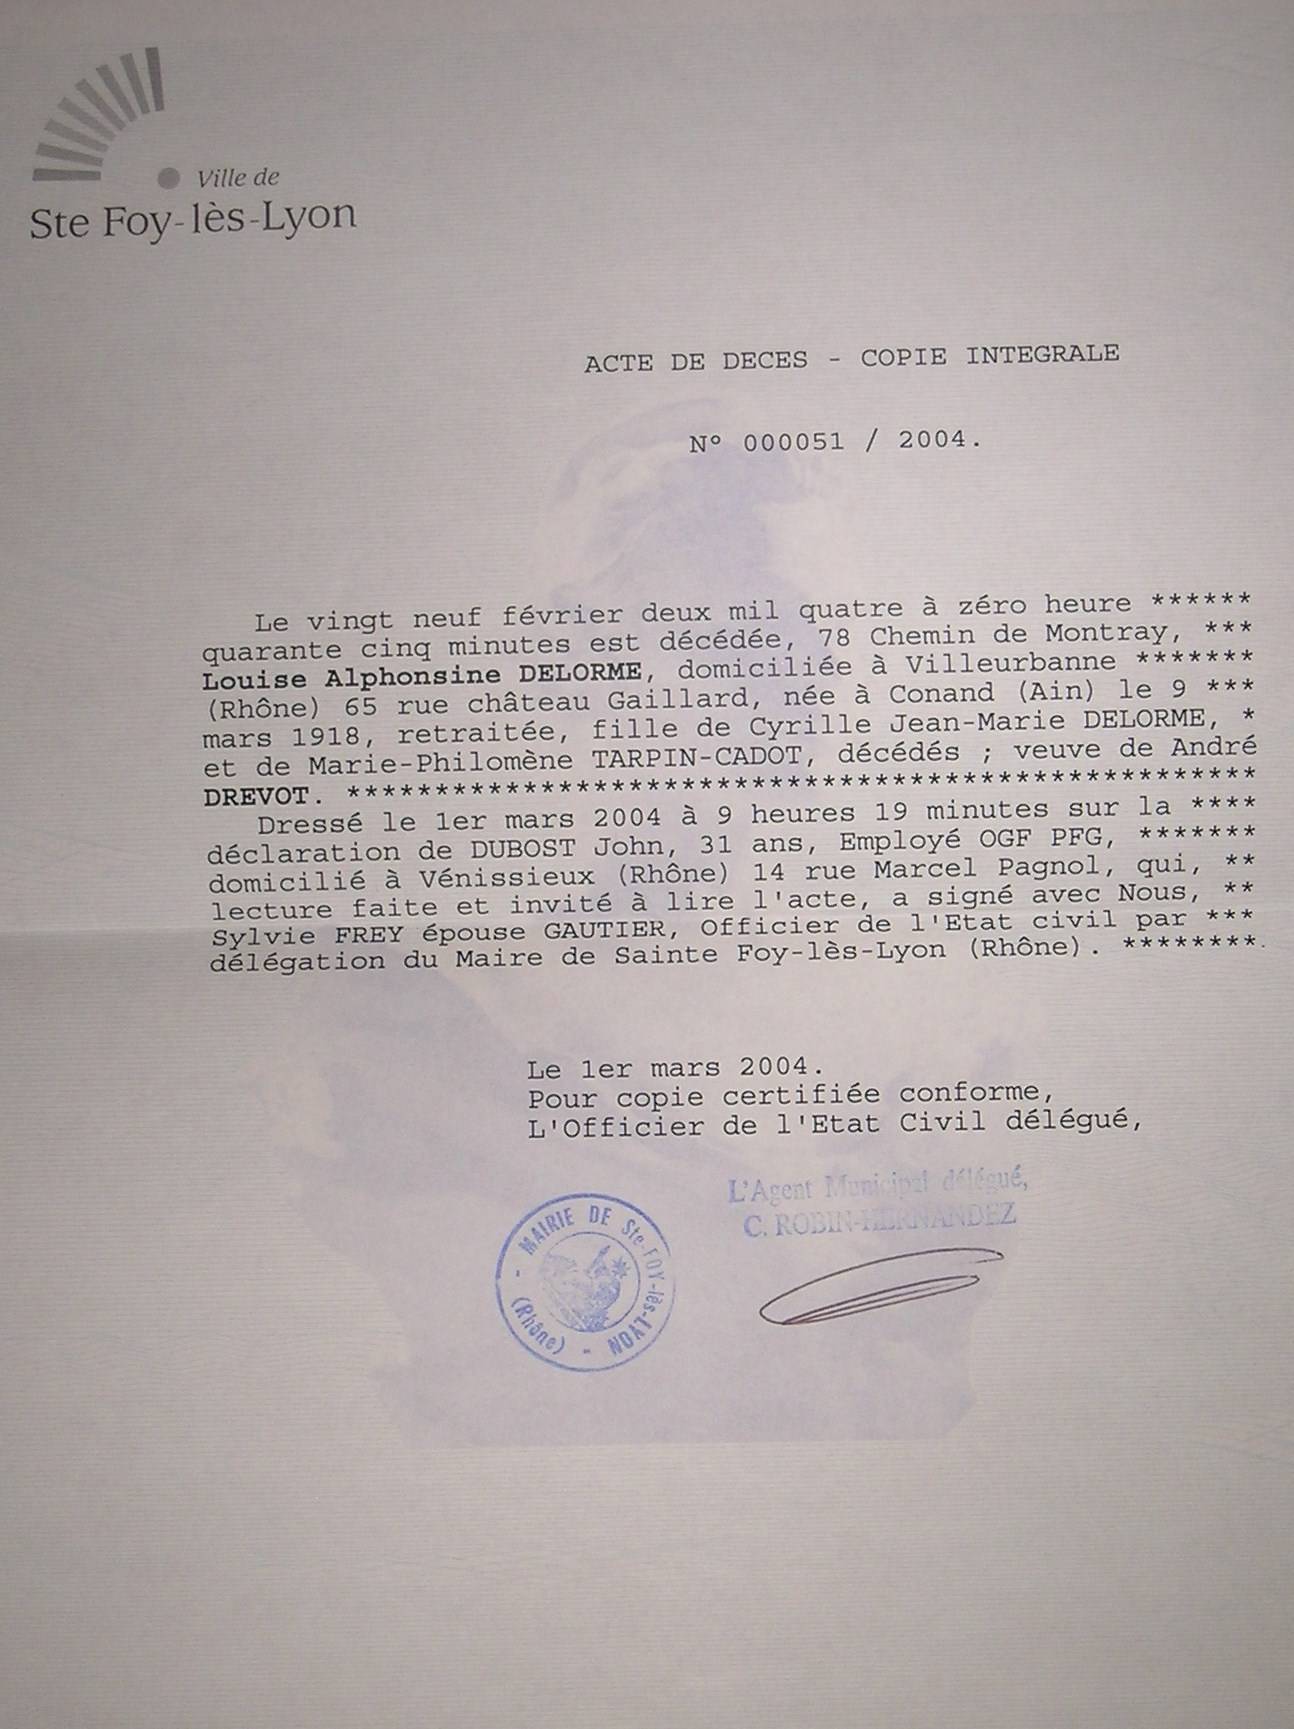 Ville de
Ste Foy-lès-Lyon
ACTE DE DECES - COPIE INTEGRALE
N° 000051 / 2004.
Le vingt neuf février deux mil quatre à zéro heure ******
quarante cinq minutes est décédée, 78 Chemin de Montray, ***
Louise Alphonsine DELORME, domiciliée à Villeurbanne *******
(Rhône) 65 rue château Gaillard, née à Conand (Ain) le 9 ***
mars 1918, retraitée, fille de Cyrille Jean-Marie DELORME, *
et de Marie-Philomène TARPIN-CADOT, décédés ; veuve de André
DREVOT. ****************************************************
Dressé le 1er mars 2004 à 9 heures 19 minutes sur la ****
déclaration de DUBOST John, 31 ans, Employé OGF PFG, *******
domicilié à Vénissieux (Rhône) 14 rue Marcel Pagnol, qui, **
lecture faite et invité à lire l'acte, a signé avec Nous, **
Sylvie FREY épouse GAUTIER, Officier de l'Etat civil par ***
délégation du Maire de Sainte Foy-lès-Lyon (Rhône). ********.
Le 1er mars 2004.
Pour copie certifiée conforme,
L'Officier de l'Etat Civil délégué,
L'Agent Municipal délégué,
C. ROBIN-HERNANDEZ
- MAIRIE DE Ste-FOY-lès-LYON -
(Rhône)